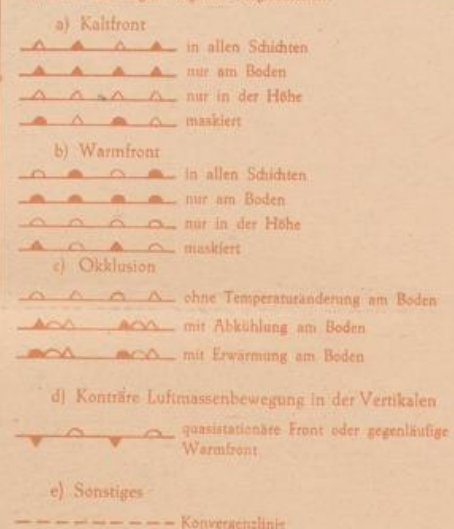 a) Kaltfront
in allen Schichten
nur am Boden
nur in der Höhe
maskiert
b) Warmfront
in allen Schichten
nur am Boden
nur in der Höhe
maskiert
c) Okklusion
ohne Temperaturänderung am Boden
mit Abkühlung am Boden
mit Erwärmung am Boden
d) Konträre Luftmassenbewegung in der Vertikalen
quasistationäre Front oder gegenläufige
Warmfront
e) Sonstiges
Konvergenzlinie